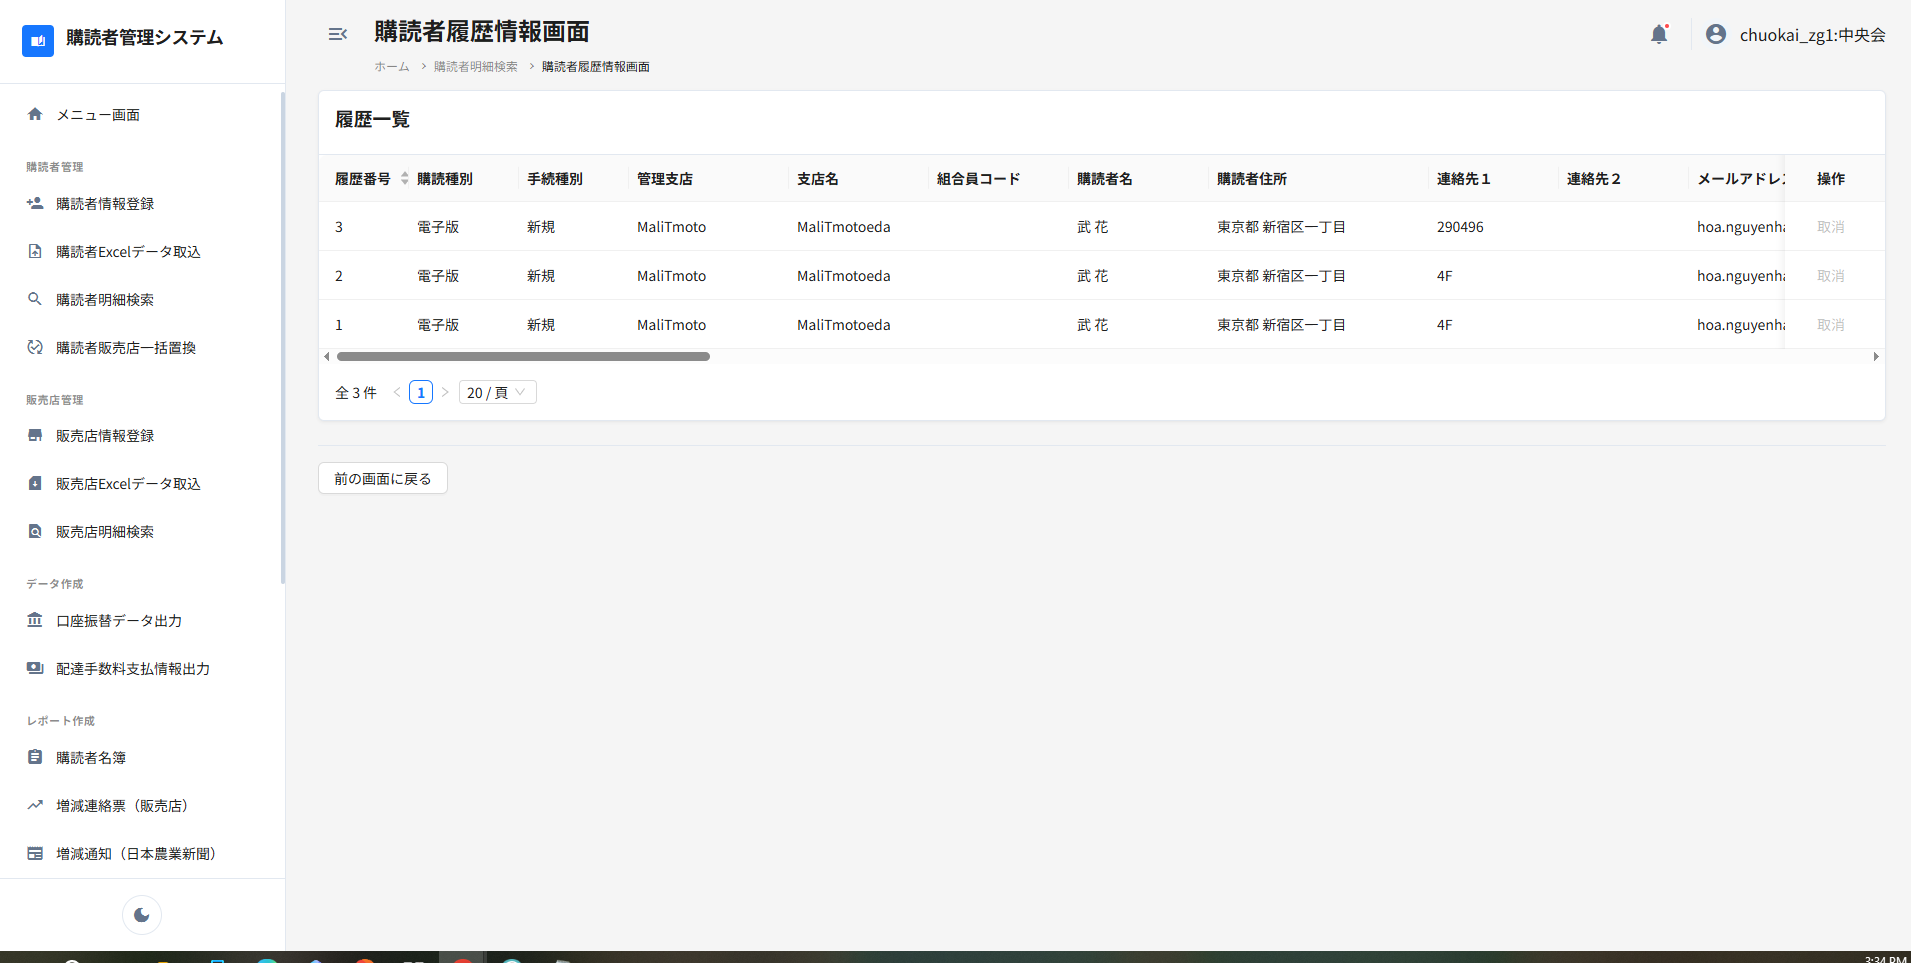 購読者管理システム
メニュー画面
購読者管理
購読者情報登録
購読者Excelデータ取込
購読者明細検索
購読者販売店一括置換
販売店管理
販売店情報登録
販売店Excelデータ取込
販売店明細検索
データ作成
口座振替データ出力
配達手数料支払情報出力
レポート作成
購読者名簿
増減連絡票（販売店）
増減通知（日本農業新聞）
購読者履歴情報画面
ホーム > 購読者明細検索 > 購読者履歴情報画面
chuokai_zg1:中央会
履歴一覧
履歴番号 購読種別 手続種別 管理支店 支店名 組合員コード 購読者名 購読者住所 連絡先１ 連絡先２ メールアドレ 操作
3 電子版 新規 MaliTmoto MaliTmotoeda 武 花 東京都 新宿区一丁目 290496 hoa.nguyenha 取消
2 電子版 新規 MaliTmoto MaliTmotoeda 武 花 東京都 新宿区一丁目 4F hoa.nguyenha 取消
1 電子版 新規 MaliTmoto MaliTmotoeda 武 花 東京都 新宿区一丁目 4F hoa.nguyenha 取消
全 3 件 < 1 > 20 / 頁
前の画面に戻る
3:34 PM